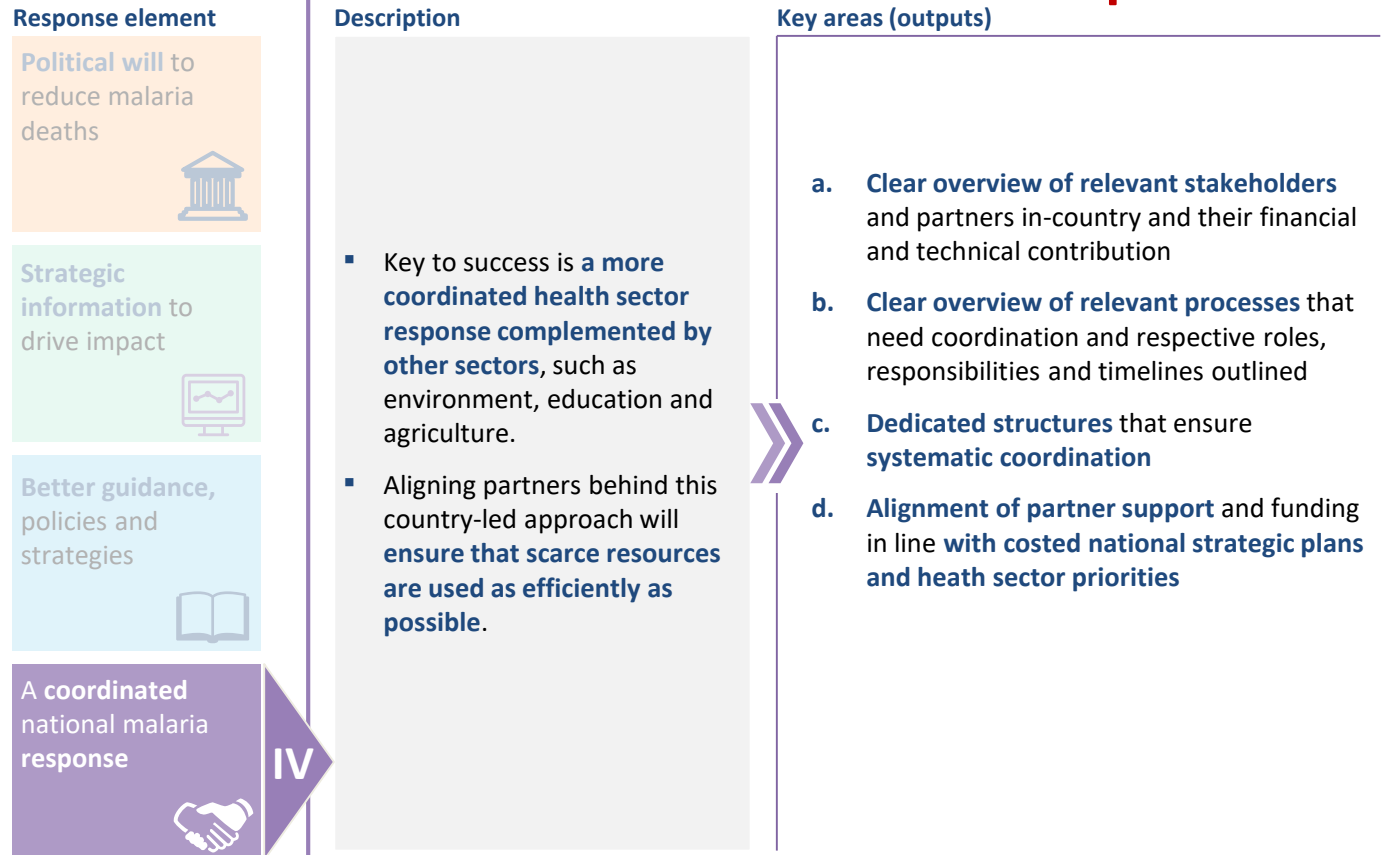 Response element
Political will to
reduce malaria
deaths
Strategic
information to
drive impact
Better guidance,
policies and
strategies
A coordinated
national malaria
response
IV
Description
▪ Key to success is a more
coordinated health sector
response complemented by
other sectors, such as
environment, education and
agriculture.
▪ Aligning partners behind this
country-led approach will
ensure that scarce resources
are used as efficiently as
possible.
Key areas (outputs)
a. Clear overview of relevant stakeholders
and partners in-country and their financial
and technical contribution
b. Clear overview of relevant processes that
need coordination and respective roles,
responsibilities and timelines outlined
c. Dedicated structures that ensure
systematic coordination
d. Alignment of partner support and funding
in line with costed national strategic plans
and heath sector priorities